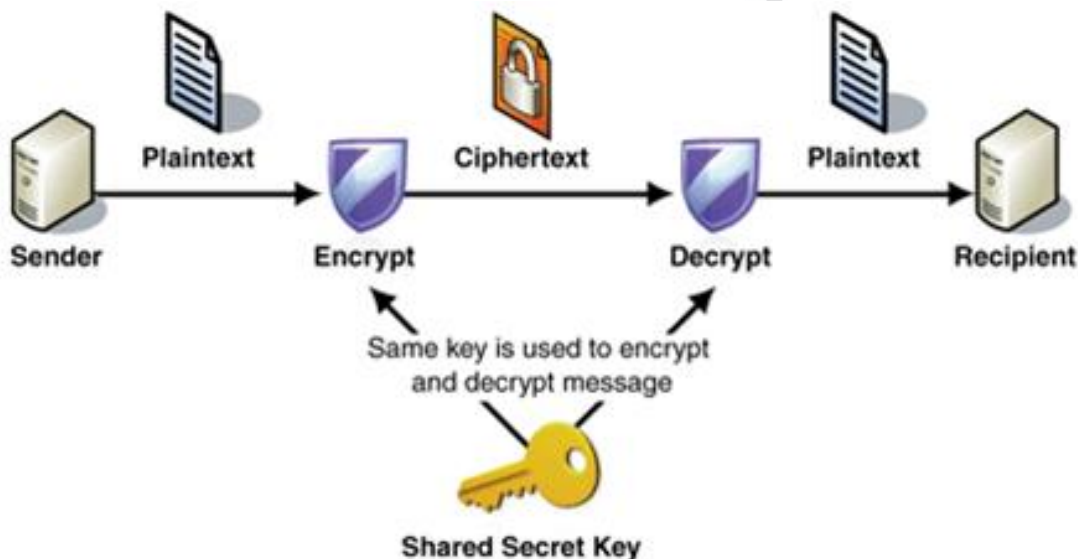 Plaintext
Ciphertext
Plaintext
Sender
Encrypt
Decrypt
Recipient
Same key is used to encrypt
and decrypt message
Shared Secret Key